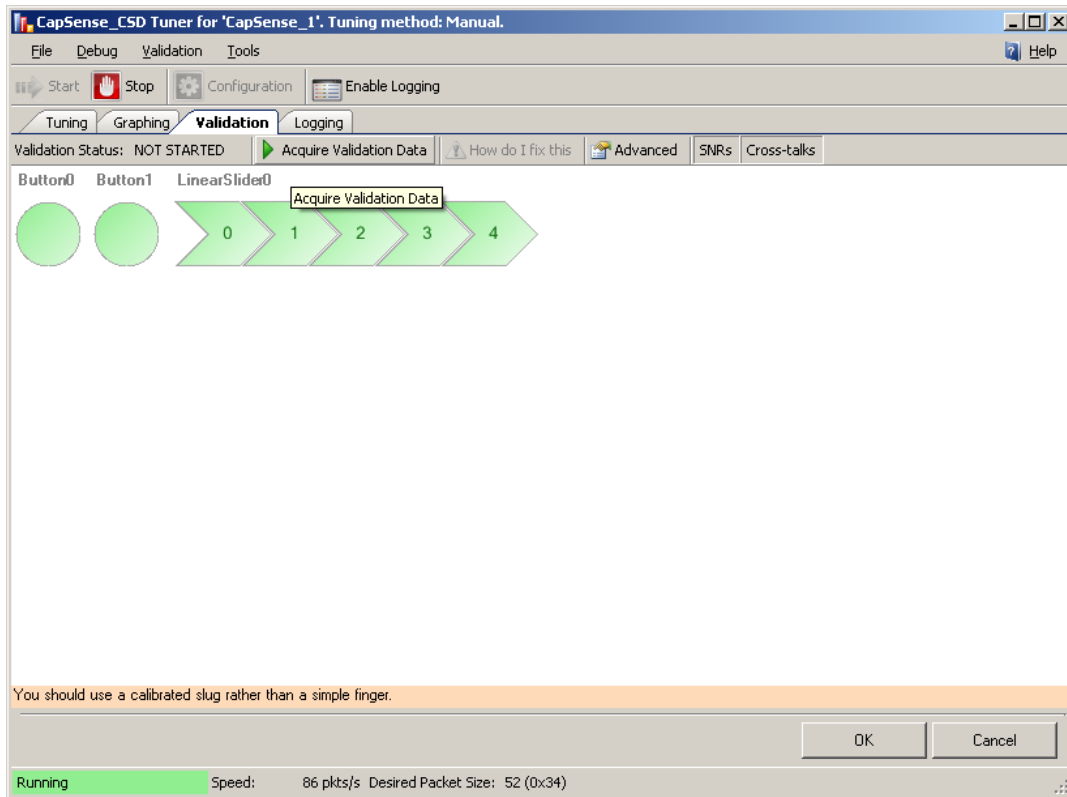 CapSense_CSD Tuner for 'CapSense_1'. Tuning method: Manual.
File Debug Validation Tools Help
Start Stop Configuration Enable Logging
Tuning Graphing Validation Logging
Validation Status: NOT STARTED Acquire Validation Data How do I fix this Advanced SNRs Cross-talks
Button0 Button1 LinearSlider0
Acquire Validation Data
0 1 2 3 4
You should use a calibrated slug rather than a simple finger.
OK Cancel
Running Speed: 86 pkts/s Desired Packet Size: 52 (0x34)